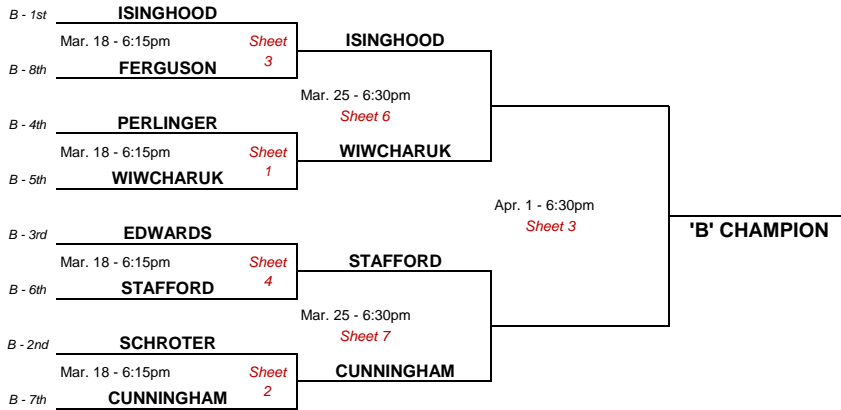 B - 1st ISINGHOOD
Mar. 18 - 6:15pm Sheet 3
ISINGHOOD
B - 8th FERGUSON
Mar. 25 - 6:30pm
Sheet 6
B - 4th PERLINGER
Mar. 18 - 6:15pm Sheet 1
WIWCHARUK
B - 5th WIWCHARUK
Apr. 1 - 6:30pm
Sheet 3
'B' CHAMPION
B - 3rd EDWARDS
Mar. 18 - 6:15pm Sheet 4
STAFFORD
B - 6th STAFFORD
Mar. 25 - 6:30pm
Sheet 7
B - 2nd SCHROTER
Mar. 18 - 6:15pm Sheet 2
CUNNINGHAM
B - 7th CUNNINGHAM